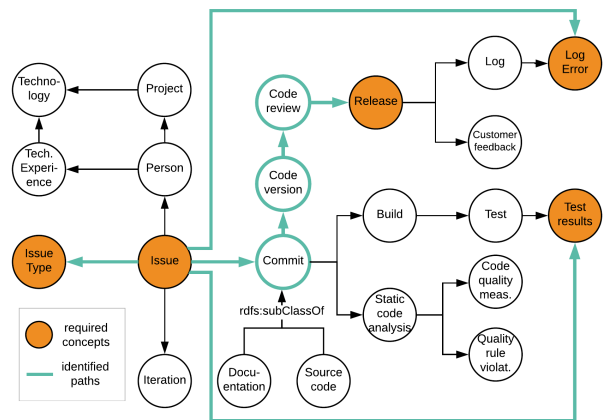 Techno-
logy
Project
Code
review
Release
Log
Log
Error
Tech.
Experi-
ence
Person
Code
version
Customer
feedback
Issue
Type
Issue
Commit
Build
Test
Test
results
rdfs:subClassOf
Static
code
analysis
Code
quality
meas.
Quality
rule
violat.
required
concepts
identified
paths
Iteration
Docu-
entation
Source
code